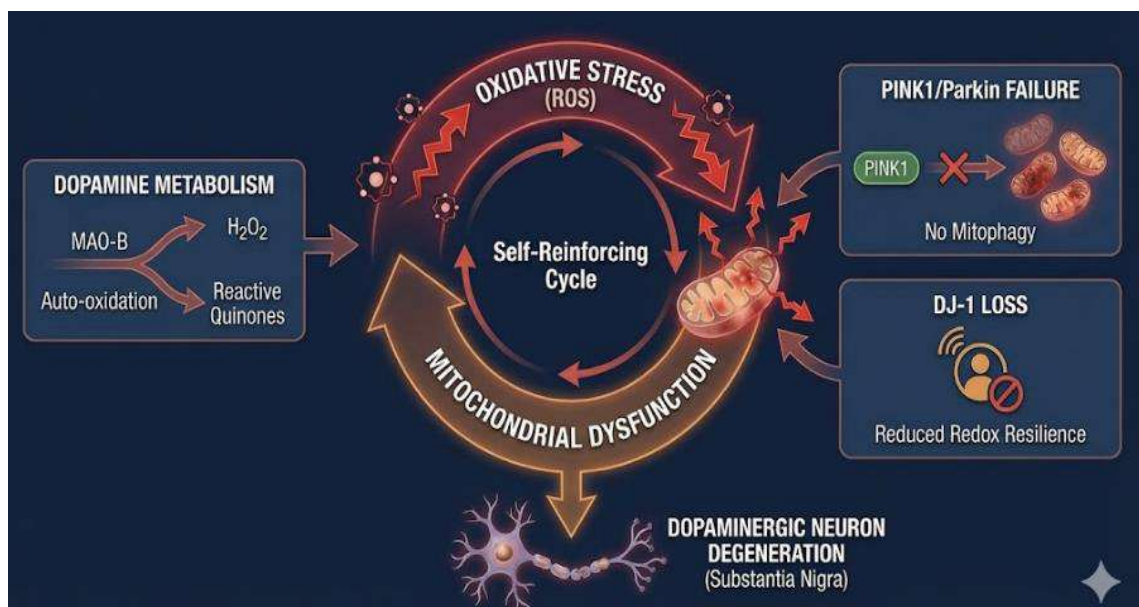 OXIDATIVE STRESS
(ROS)
DOPAMINE METABOLISM
MAO-B
H₂O₂
Auto-oxidation
Reactive
Quinones
Self-Reinforcing
Cycle
MITOCHONDRIAL DYSFUNCTION
PINK1/Parkin FAILURE
PINK1
No Mitophagy
DJ-1 LOSS
Reduced Redox Resilience
DOPAMINERGIC NEURON
DEGENERATION
(Substantia Nigra)